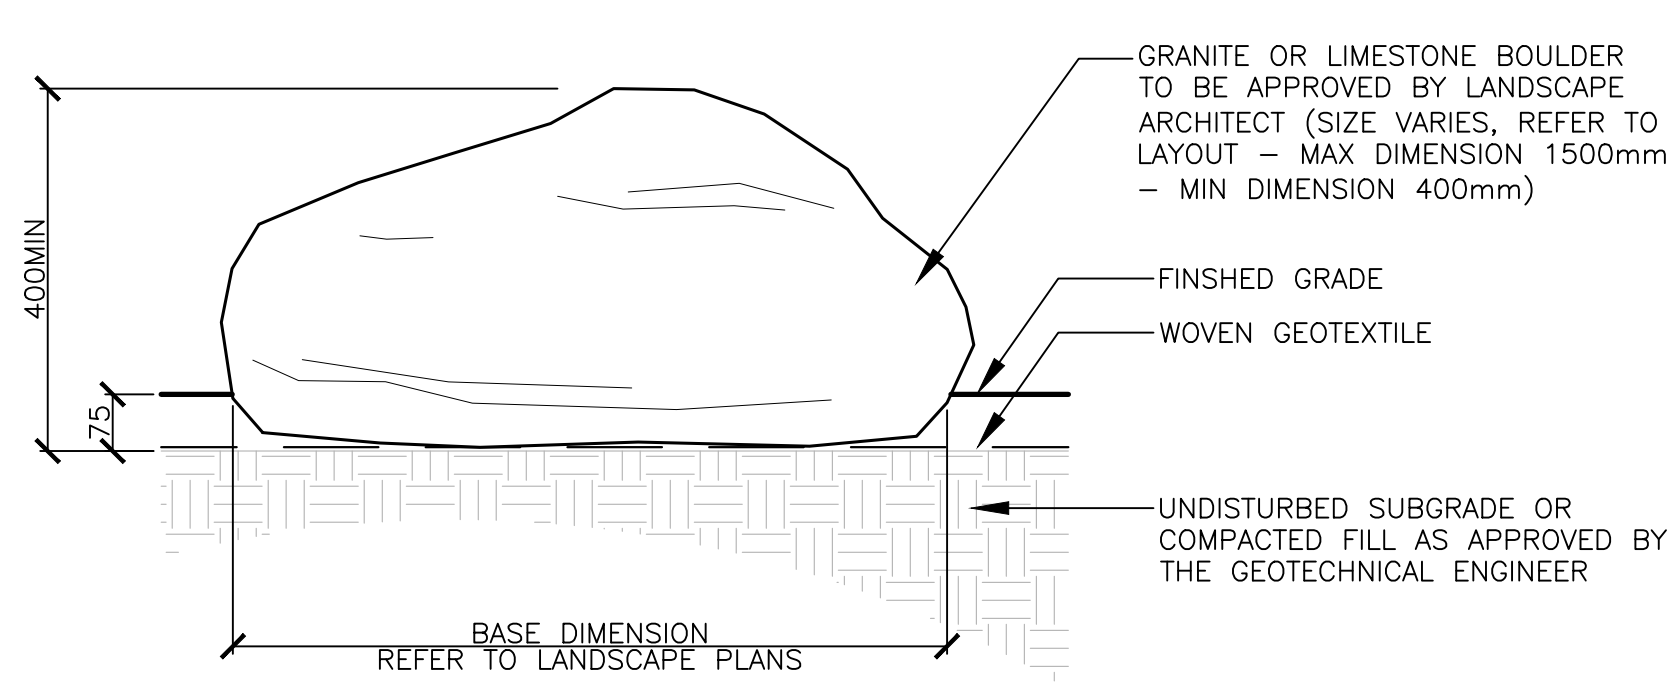 GRANITE OR LIMESTONE BOULDER
TO BE APPROVED BY LANDSCAPE
ARCHITECT (SIZE VARIES, REFER TO
LAYOUT – MAX DIMENSION 1500mm
– MIN DIMENSION 400mm)
400MIN
FINSHED GRADE
WOVEN GEOTEXTILE
75
UNDISTURBED SUBGRADE OR
COMPACTED FILL AS APPROVED BY
THE GEOTECHNICAL ENGINEER
BASE DIMENSION
REFER TO LANDSCAPE PLANS